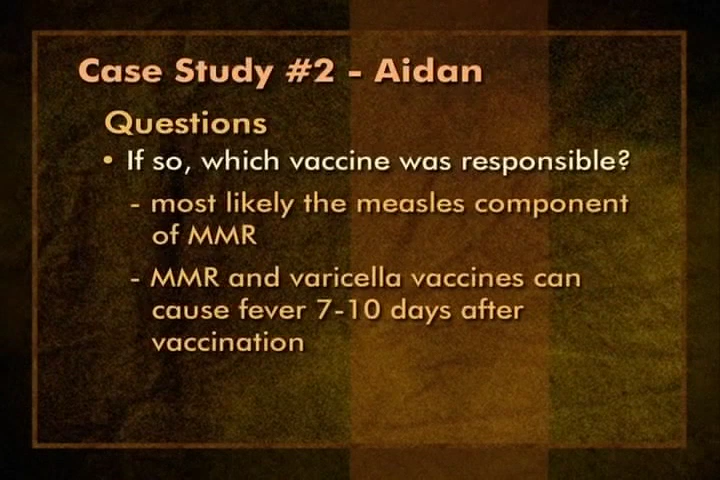 Case Study #2 - Aidan
Questions
• If so, which vaccine was responsible?
- most likely the measles component
of MMR
- MMR and varicella vaccines can
cause fever 7-10 days after
vaccination